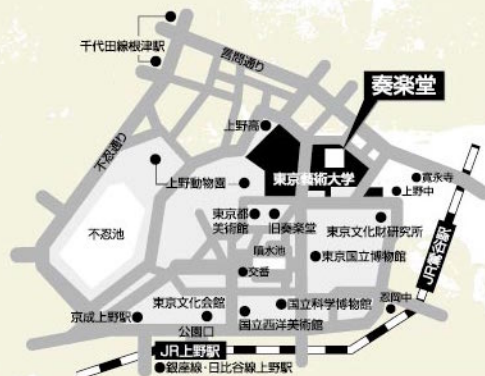 千代田線根津駅
言問通り
奏楽堂
不忍通り
上野高
東京藝術大学
寛永寺
上野中
上野動物園
東京都
美術館
旧奏楽堂
東京文化財研究所
不忍池
噴水池
東京国立博物館
JR鶯谷駅
交番
忍岡中
東京文化会館
国立科学博物館
京成上野駅
公園口
国立西洋美術館
JR上野駅
銀座線・日比谷線上野駅